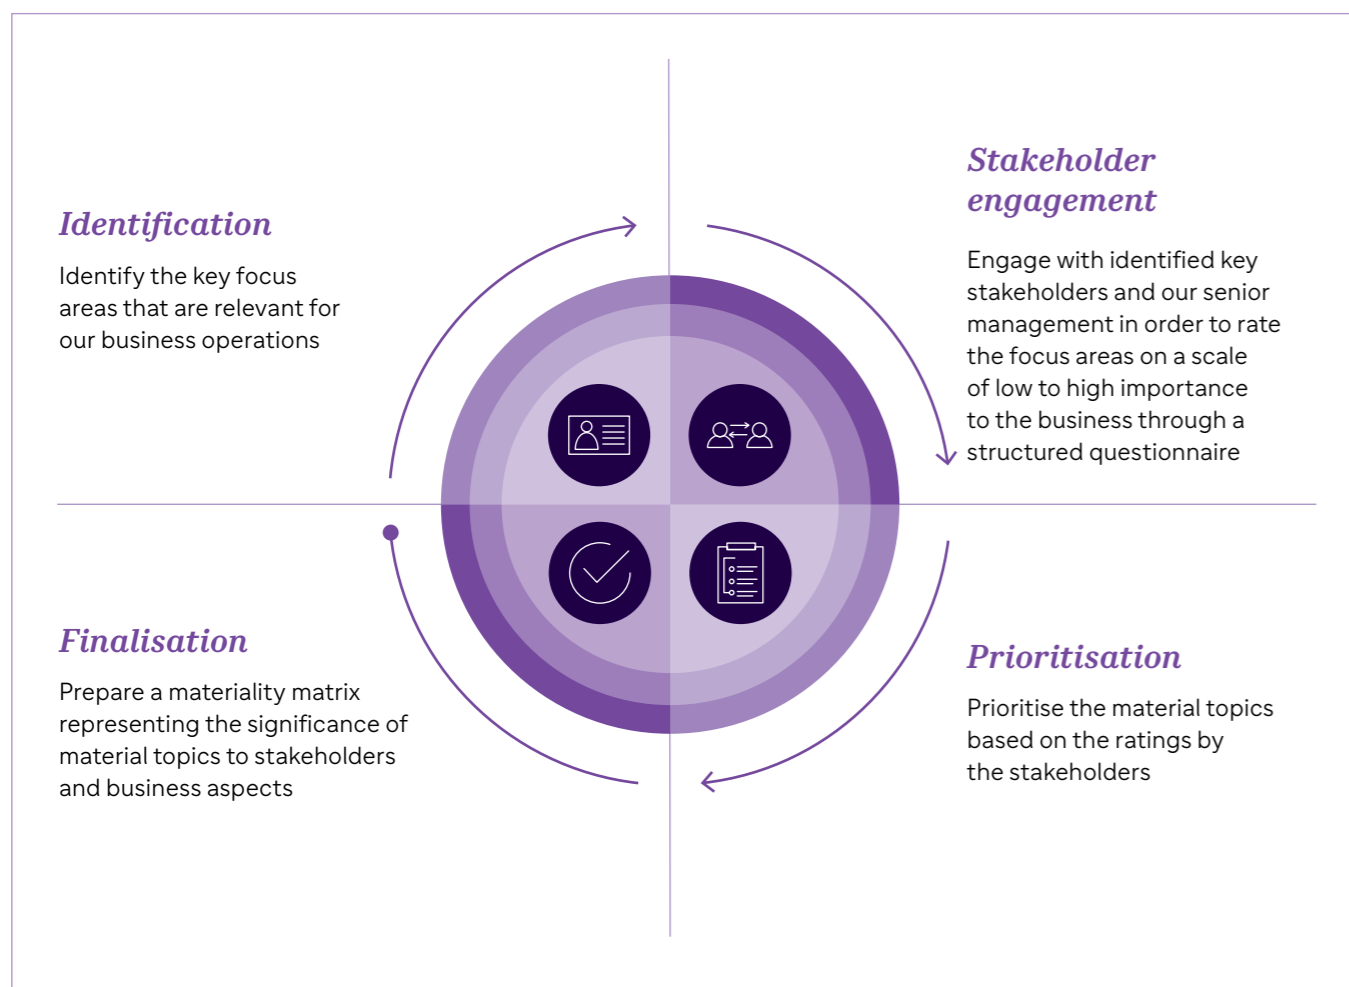 Identification
Identify the key focus
areas that are relevant for
our business operations
Stakeholder
engagement
Engage with identified key
stakeholders and our senior
management in order to rate
the focus areas on a scale
of low to high importance
to the business through a
structured questionnaire
Finalisation
Prepare a materiality matrix
representing the significance of
material topics to stakeholders
and business aspects
Prioritisation
Prioritise the material topics
based on the ratings by
the stakeholders